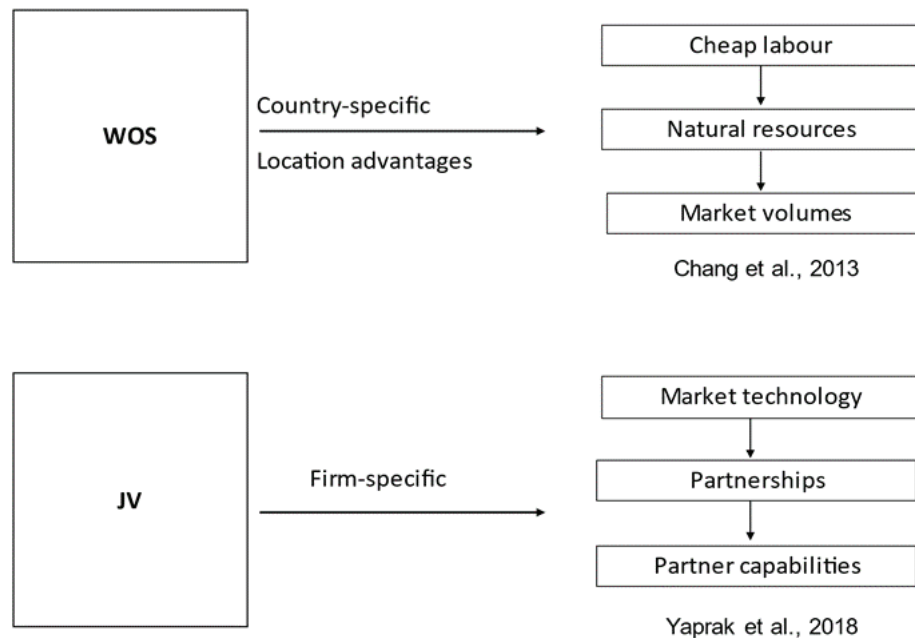 WOS
Country-specific
Location advantages
Cheap labour
Natural resources
Market volumes
Chang et al., 2013
JV
Firm-specific
Market technology
Partnerships
Partner capabilities
Yaprak et al., 2018